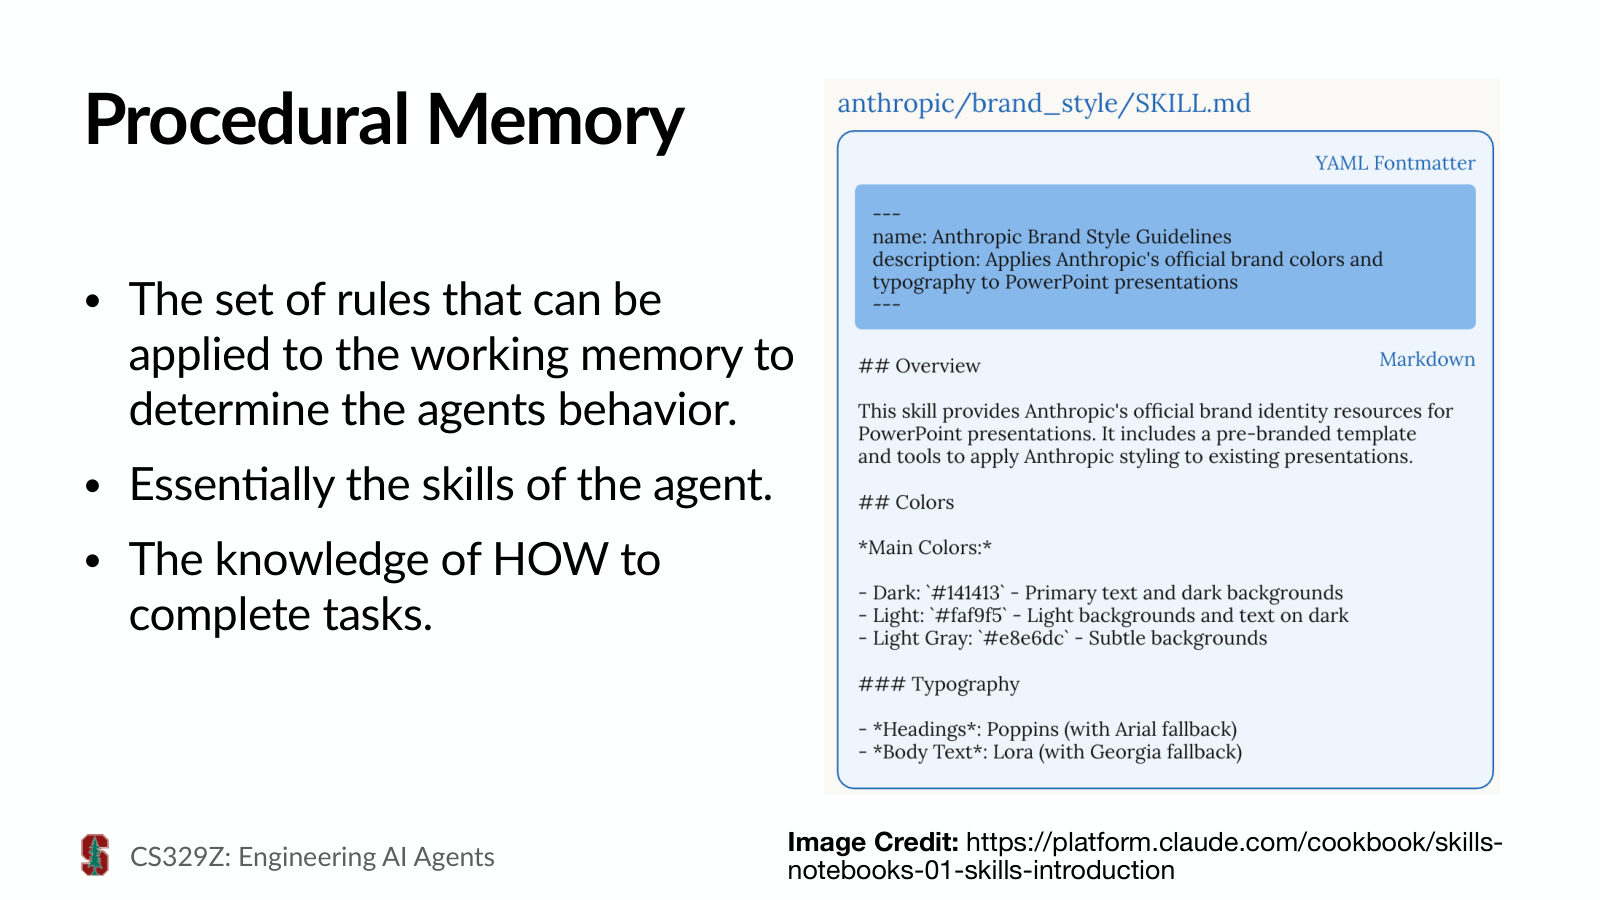 Procedural Memory
• The set of rules that can be
applied to the working memory to
determine the agents behavior.
• Essentially the skills of the agent.
• The knowledge of HOW to
complete tasks.
anthropic/brand_style/SKILL.md
YAML Fontmatter
---
name: Anthropic Brand Style Guidelines
description: Applies Anthropic's official brand colors and
typography to PowerPoint presentations
---
## Overview
Markdown
This skill provides Anthropic's official brand identity resources for
PowerPoint presentations. It includes a pre-branded template
and tools to apply Anthropic styling to existing presentations.
## Colors
*Main Colors:*
- Dark: `#141413` - Primary text and dark backgrounds
- Light: `#faf9f5` - Light backgrounds and text on dark
- Light Gray: `#e8e6dc` - Subtle backgrounds
### Typography
- *Headings*: Poppins (with Arial fallback)
- *Body Text*: Lora (with Georgia fallback)
CS329Z: Engineering AI Agents
Image Credit: https://platform.claude.com/cookbook/skills-
notebooks-01-skills-introduction